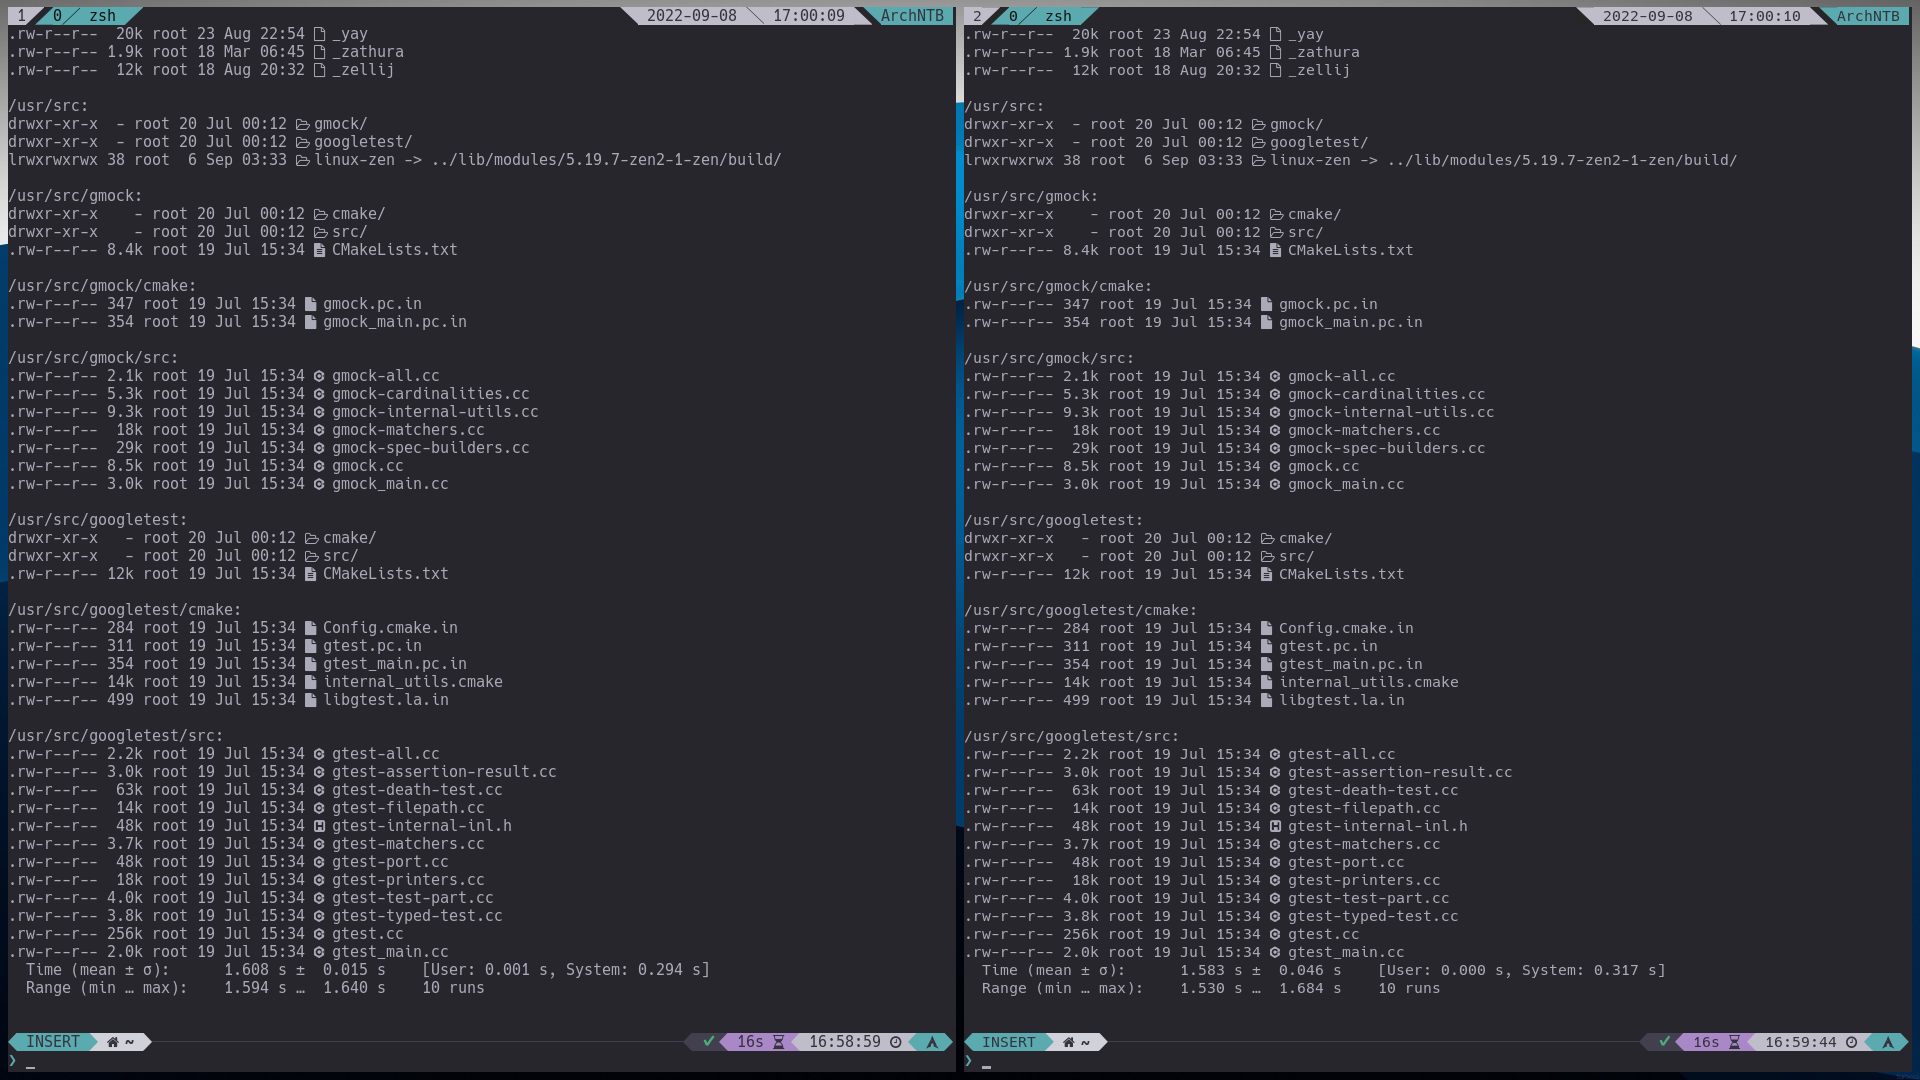 1 0 zsh 2022-09-08 17:00:09 ArchNTB
.rw-r--r-- 20k root 23 Aug 22:54 _yay
.rw-r--r-- 1.9k root 18 Mar 06:45 _zathura
.rw-r--r-- 12k root 18 Aug 20:32 _zellij
/usr/src:
drwxr-xr-x - root 20 Jul 00:12 gmock/
drwxr-xr-x - root 20 Jul 00:12 googletest/
lrwxrwxrwx 38 root 6 Sep 03:33 linux-zen -> ../lib/modules/5.19.7-zen2-1-zen/build/
/usr/src/gmock:
drwxr-xr-x - root 20 Jul 00:12 cmake/
drwxr-xr-x - root 20 Jul 00:12 src/
.rw-r--r-- 8.4k root 19 Jul 15:34 CMakeLists.txt
/usr/src/gmock/cmake:
.rw-r--r-- 347 root 19 Jul 15:34 gmock.pc.in
.rw-r--r-- 354 root 19 Jul 15:34 gmock_main.pc.in
/usr/src/gmock/src:
.rw-r--r-- 2.1k root 19 Jul 15:34 gmock-all.cc
.rw-r--r-- 5.3k root 19 Jul 15:34 gmock-cardinalities.cc
.rw-r--r-- 9.3k root 19 Jul 15:34 gmock-internal-utils.cc
.rw-r--r-- 18k root 19 Jul 15:34 gmock-matchers.cc
.rw-r--r-- 29k root 19 Jul 15:34 gmock-spec-builders.cc
.rw-r--r-- 8.5k root 19 Jul 15:34 gmock.cc
.rw-r--r-- 3.0k root 19 Jul 15:34 gmock_main.cc
/usr/src/googletest:
drwxr-xr-x - root 20 Jul 00:12 cmake/
drwxr-xr-x - root 20 Jul 00:12 src/
.rw-r--r-- 12k root 19 Jul 15:34 CMakeLists.txt
/usr/src/googletest/cmake:
.rw-r--r-- 284 root 19 Jul 15:34 Config.cmake.in
.rw-r--r-- 311 root 19 Jul 15:34 gtest.pc.in
.rw-r--r-- 354 root 19 Jul 15:34 gtest_main.pc.in
.rw-r--r-- 14k root 19 Jul 15:34 internal_utils.cmake
.rw-r--r-- 499 root 19 Jul 15:34 libgtest.la.in
/usr/src/googletest/src:
.rw-r--r-- 2.2k root 19 Jul 15:34 gtest-all.cc
.rw-r--r-- 3.0k root 19 Jul 15:34 gtest-assertion-result.cc
.rw-r--r-- 63k root 19 Jul 15:34 gtest-death-test.cc
.rw-r--r-- 14k root 19 Jul 15:34 gtest-filepath.cc
.rw-r--r-- 48k root 19 Jul 15:34 gtest-internal-inl.h
.rw-r--r-- 3.7k root 19 Jul 15:34 gtest-matchers.cc
.rw-r--r-- 48k root 19 Jul 15:34 gtest-port.cc
.rw-r--r-- 18k root 19 Jul 15:34 gtest-printers.cc
.rw-r--r-- 4.0k root 19 Jul 15:34 gtest-test-part.cc
.rw-r--r-- 3.8k root 19 Jul 15:34 gtest-typed-test.cc
.rw-r--r-- 256k root 19 Jul 15:34 gtest.cc
.rw-r--r-- 2.0k root 19 Jul 15:34 gtest_main.cc
Time (mean ± σ): 1.608 s ± 0.015 s [User: 0.001 s, System: 0.294 s]
Range (min … max): 1.594 s … 1.640 s 10 runs
INSERT ~ ✓ 16s 16:58:59
❯ _
2 0 zsh 2022-09-08 17:00:10 ArchNTB
.rw-r--r-- 20k root 23 Aug 22:54 _yay
.rw-r--r-- 1.9k root 18 Mar 06:45 _zathura
.rw-r--r-- 12k root 18 Aug 20:32 _zellij
/usr/src:
drwxr-xr-x - root 20 Jul 00:12 gmock/
drwxr-xr-x - root 20 Jul 00:12 googletest/
lrwxrwxrwx 38 root 6 Sep 03:33 linux-zen -> ../lib/modules/5.19.7-zen2-1-zen/build/
/usr/src/gmock:
drwxr-xr-x - root 20 Jul 00:12 cmake/
drwxr-xr-x - root 20 Jul 00:12 src/
.rw-r--r-- 8.4k root 19 Jul 15:34 CMakeLists.txt
/usr/src/gmock/cmake:
.rw-r--r-- 347 root 19 Jul 15:34 gmock.pc.in
.rw-r--r-- 354 root 19 Jul 15:34 gmock_main.pc.in
/usr/src/gmock/src:
.rw-r--r-- 2.1k root 19 Jul 15:34 gmock-all.cc
.rw-r--r-- 5.3k root 19 Jul 15:34 gmock-cardinalities.cc
.rw-r--r-- 9.3k root 19 Jul 15:34 gmock-internal-utils.cc
.rw-r--r-- 18k root 19 Jul 15:34 gmock-matchers.cc
.rw-r--r-- 29k root 19 Jul 15:34 gmock-spec-builders.cc
.rw-r--r-- 8.5k root 19 Jul 15:34 gmock.cc
.rw-r--r-- 3.0k root 19 Jul 15:34 gmock_main.cc
/usr/src/googletest:
drwxr-xr-x - root 20 Jul 00:12 cmake/
drwxr-xr-x - root 20 Jul 00:12 src/
.rw-r--r-- 12k root 19 Jul 15:34 CMakeLists.txt
/usr/src/googletest/cmake:
.rw-r--r-- 284 root 19 Jul 15:34 Config.cmake.in
.rw-r--r-- 311 root 19 Jul 15:34 gtest.pc.in
.rw-r--r-- 354 root 19 Jul 15:34 gtest_main.pc.in
.rw-r--r-- 14k root 19 Jul 15:34 internal_utils.cmake
.rw-r--r-- 499 root 19 Jul 15:34 libgtest.la.in
/usr/src/googletest/src:
.rw-r--r-- 2.2k root 19 Jul 15:34 gtest-all.cc
.rw-r--r-- 3.0k root 19 Jul 15:34 gtest-assertion-result.cc
.rw-r--r-- 63k root 19 Jul 15:34 gtest-death-test.cc
.rw-r--r-- 14k root 19 Jul 15:34 gtest-filepath.cc
.rw-r--r-- 48k root 19 Jul 15:34 gtest-internal-inl.h
.rw-r--r-- 3.7k root 19 Jul 15:34 gtest-matchers.cc
.rw-r--r-- 48k root 19 Jul 15:34 gtest-port.cc
.rw-r--r-- 18k root 19 Jul 15:34 gtest-printers.cc
.rw-r--r-- 4.0k root 19 Jul 15:34 gtest-test-part.cc
.rw-r--r-- 3.8k root 19 Jul 15:34 gtest-typed-test.cc
.rw-r--r-- 256k root 19 Jul 15:34 gtest.cc
.rw-r--r-- 2.0k root 19 Jul 15:34 gtest_main.cc
Time (mean ± σ): 1.583 s ± 0.046 s [User: 0.000 s, System: 0.317 s]
Range (min … max): 1.530 s … 1.684 s 10 runs
INSERT ~ ✓ 16s 16:59:44
❯ _